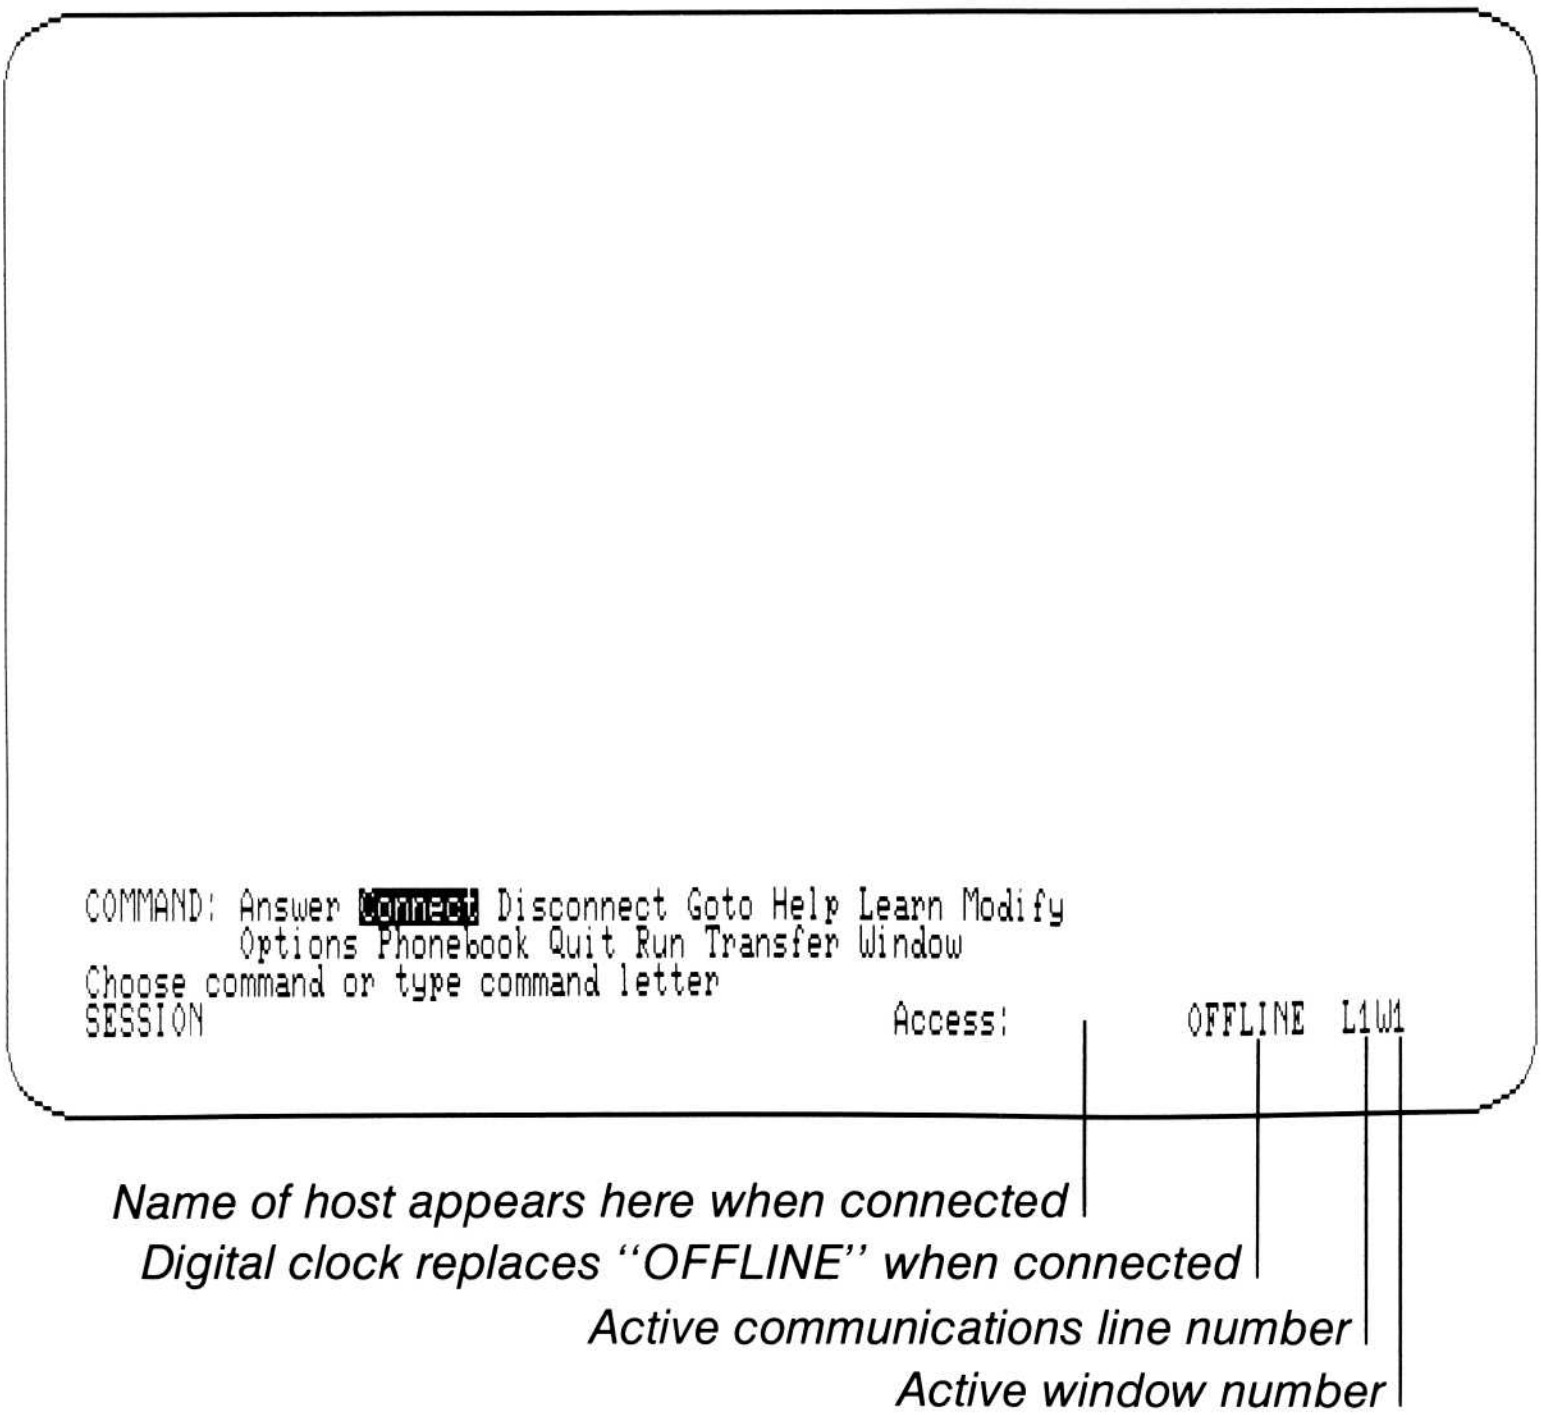 COMMAND: Answer Connect Disconnect Goto Help Learn Modify
Options Phonebook Quit Run Transfer Window
Choose command or type command letter
SESSION Access: OFFLINE L1W1
Name of host appears here when connected
Digital clock replaces ‘‘OFFLINE’’ when connected
Active communications line number
Active window number